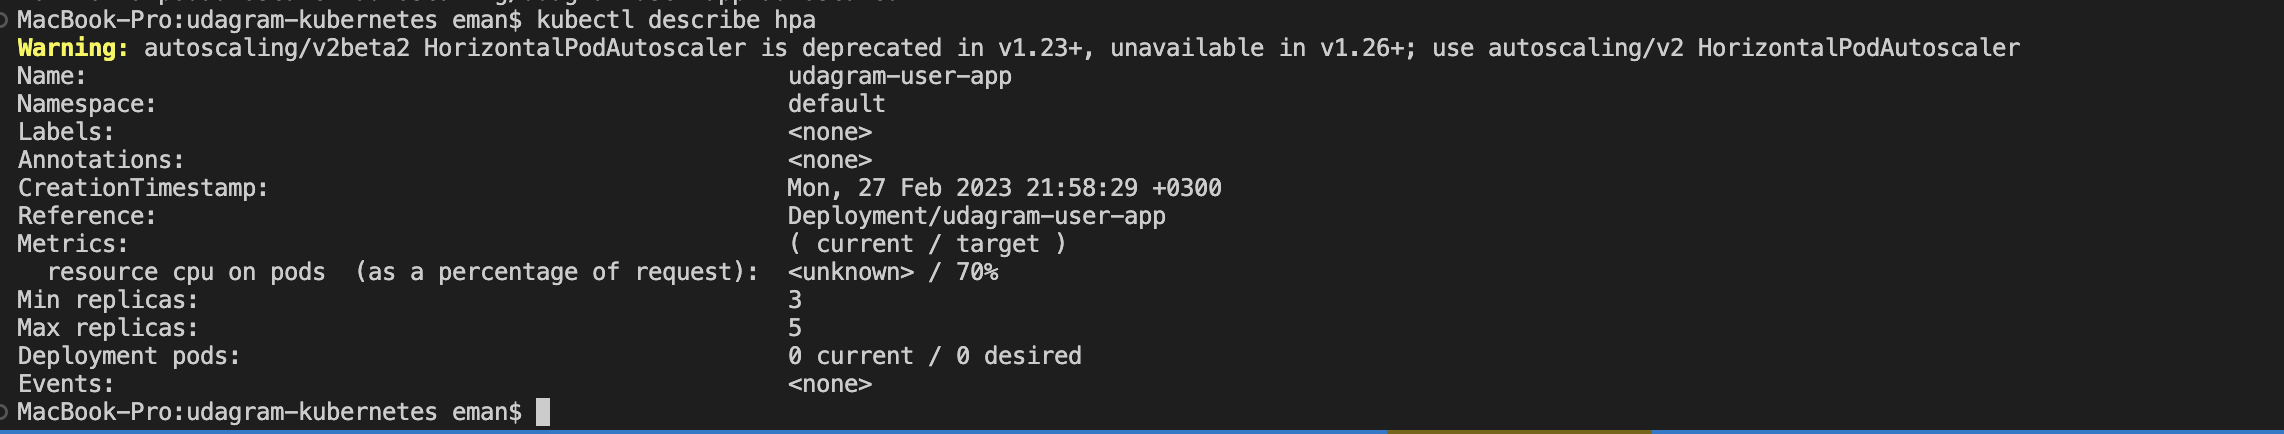 MacBook-Pro:udagram-kubernetes eman$ kubectl describe hpa
Warning: autoscaling/v2beta2 HorizontalPodAutoscaler is deprecated in v1.23+, unavailable in v1.26+; use autoscaling/v2 HorizontalPodAutoscaler
Name:                                                  udagram-user-app
Namespace:                                             default
Labels:                                                <none>
Annotations:                                           <none>
CreationTimestamp:                                     Mon, 27 Feb 2023 21:58:29 +0300
Reference:                                             Deployment/udagram-user-app
Metrics:                                               ( current / target )
  resource cpu on pods  (as a percentage of request):  <unknown> / 70%
Min replicas:                                          3
Max replicas:                                          5
Deployment pods:                                       0 current / 0 desired
Events:                                                <none>
MacBook-Pro:udagram-kubernetes eman$